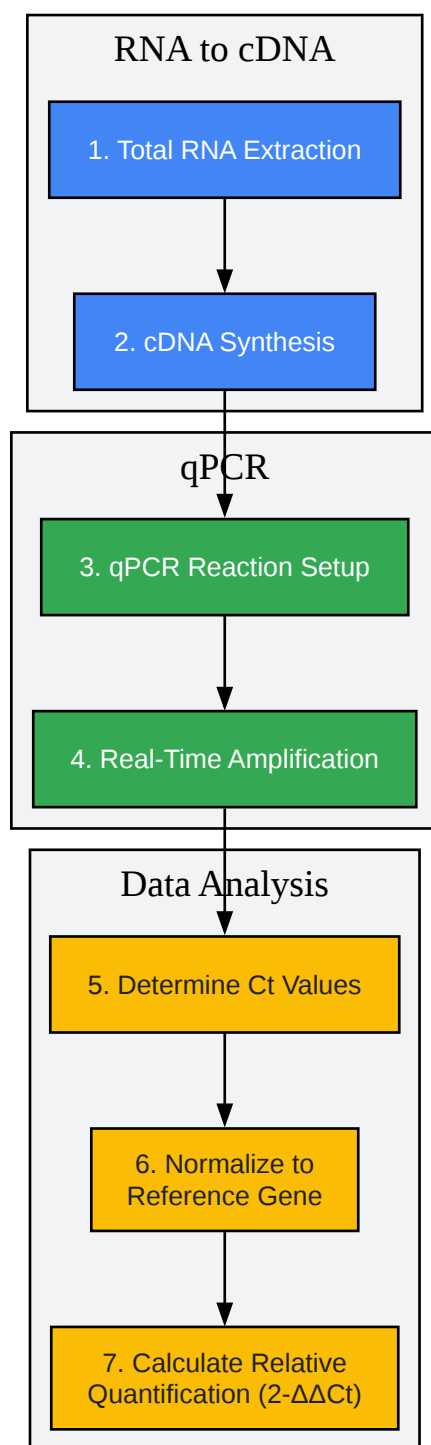 RNA to cDNA
1. Total RNA Extraction
2. cDNA Synthesis
qPCR
3. qPCR Reaction Setup
4. Real-Time Amplification
Data Analysis
5. Determine Ct Values
6. Normalize to
Reference Gene
7. Calculate Relative
Quantification (2-ΔΔCt)